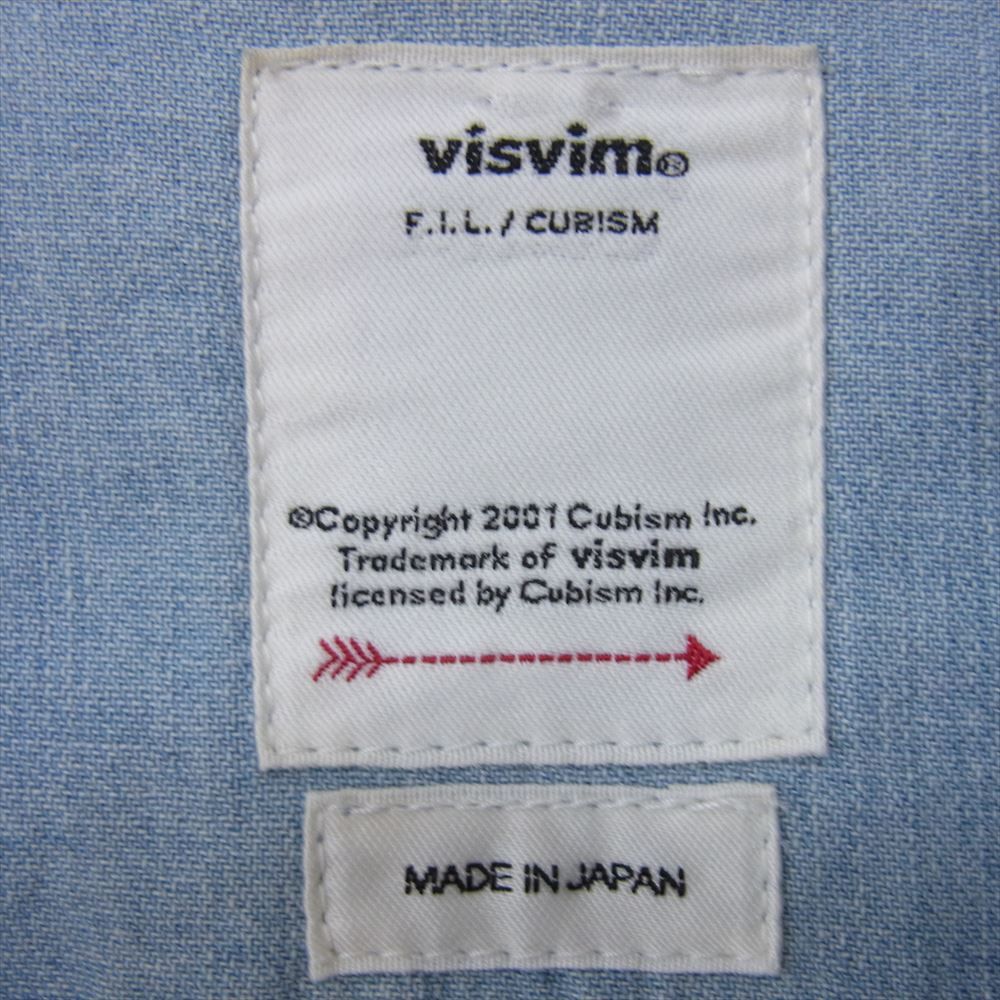 visvim®
F.I.L. / CUBISM
®Copyright 2001 Cubism Inc.
Trademark of visvim
licensed by Cubism Inc.
MADE IN JAPAN